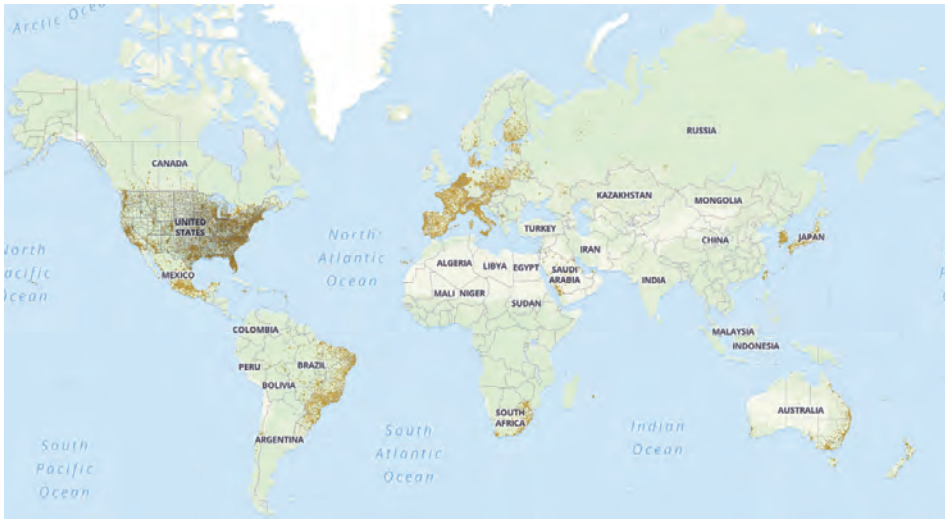 Arctic Ocea
RUSSIA
CANADA
KAZAKHSTAN
MONGOLIA
UNITED
STATES
North
Atlantic
Ocean
TURKEY
CHINA
JAPAN
IRAN
North
acific
Ocean
MEXICO
ALGERIA
LIBYA
EGYPT
SAUDI
ARABIA
INDIA
MALI
NIGER
SUDAN
COLOMBIA
MALAYSIA
INDONESIA
PERU
BRAZIL
BOLIVIA
SOUTH
AFRICA
AUSTRALIA
ARGENTINA
South
Pacific
Ocean
South
Atlantic
Ocean
Indian
Ocean